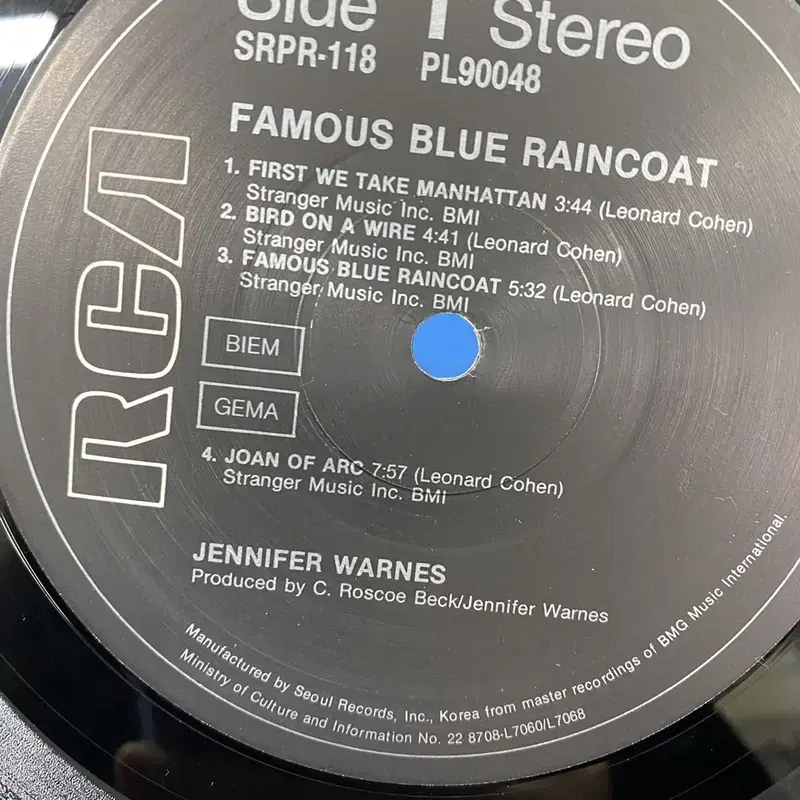 Side 1 Stereo
SRPR-118 PL90048
FAMOUS BLUE RAINCOAT
1. FIRST WE TAKE MANHATTAN 3:44 (Leonard Cohen)
Stranger Music Inc. BMI
2. BIRD ON A WIRE 4:41 (Leonard Cohen)
Stranger Music Inc. BMI
3. FAMOUS BLUE RAINCOAT 5:32 (Leonard Cohen)
Stranger Music Inc. BMI
RCA
BIEM
GEMA
4. JOAN OF ARC 7:57 (Leonard Cohen)
Stranger Music Inc. BMI
JENNIFER WARNES
Produced by C. Roscoe Beck/Jennifer Warnes
Manufactured by Seoul Records, Inc., Korea from master recordings of BMG Music International.
Ministry of Culture and Information No. 22 8708-L7060/L7068